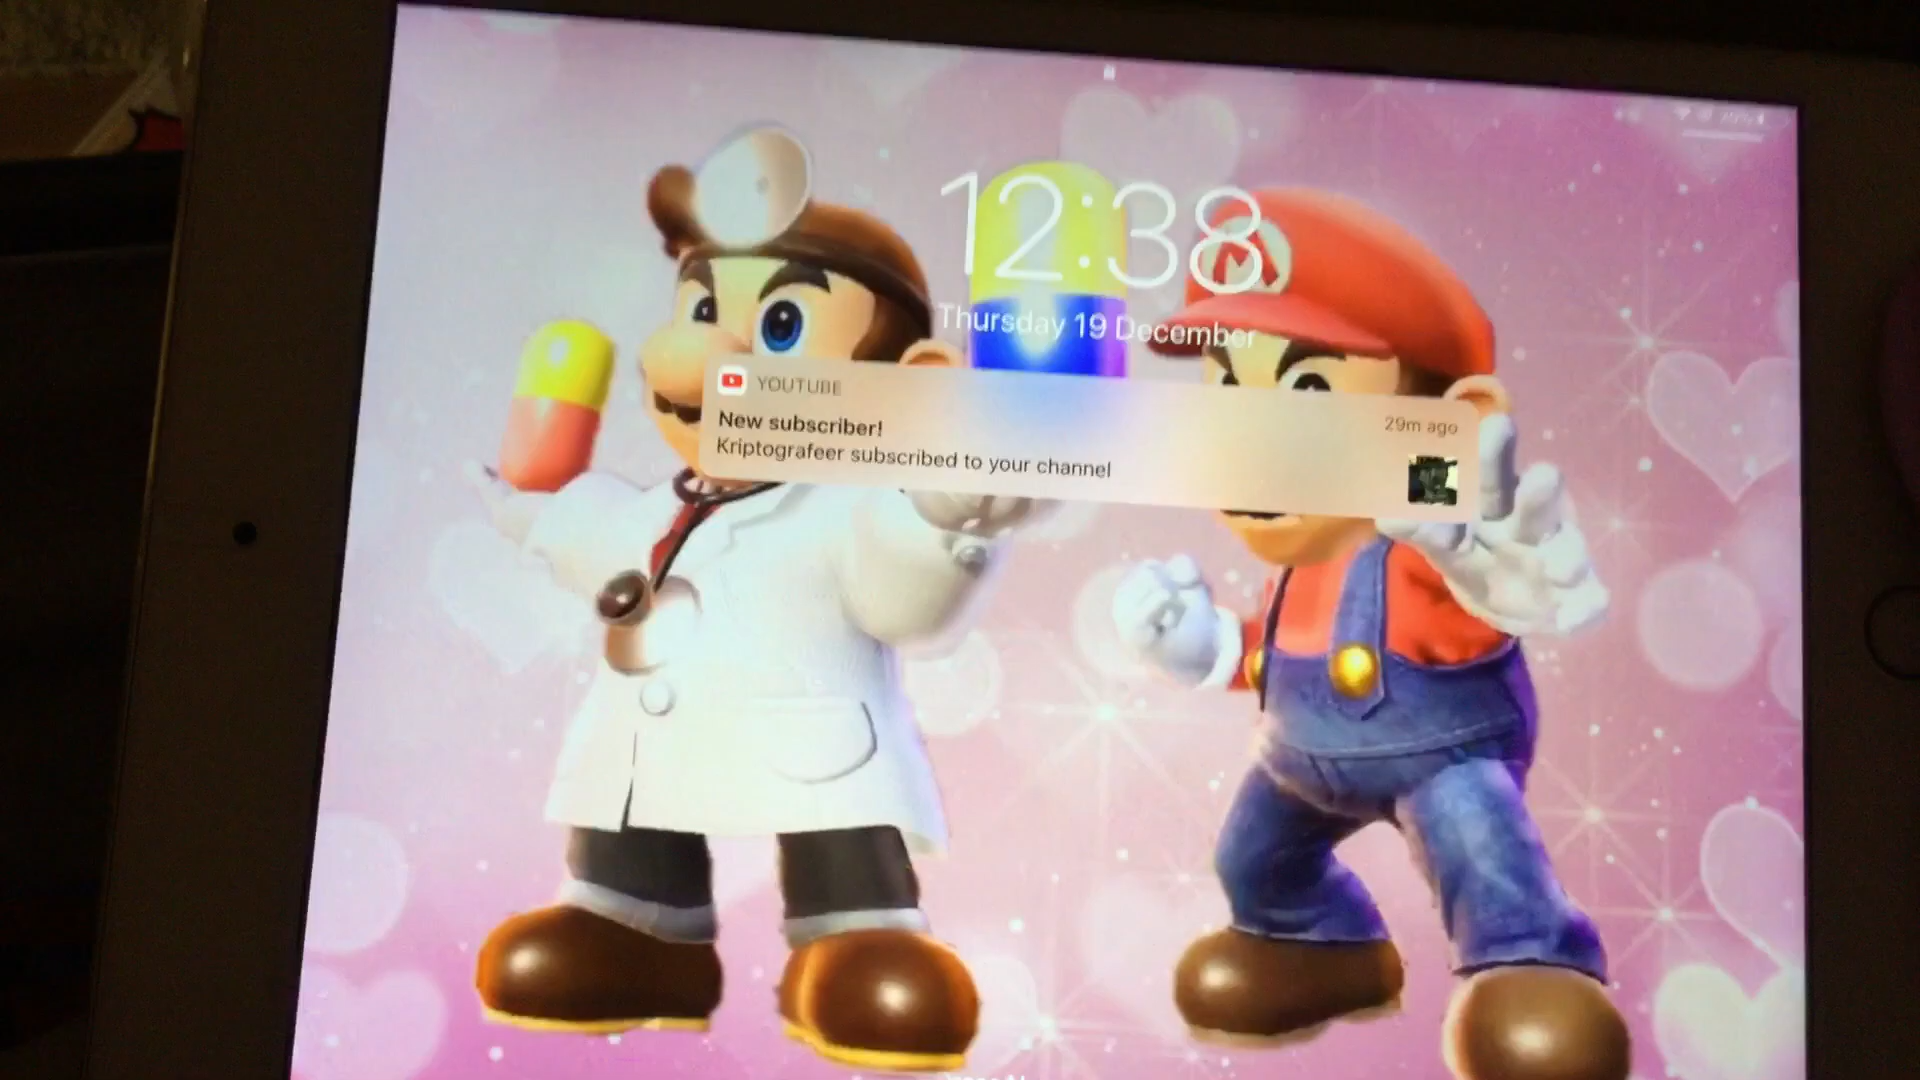 12:38
Thursday 19 December
YOUTUBE
29m ago
New subscriber!
Kriptografeer subscribed to your channel
M